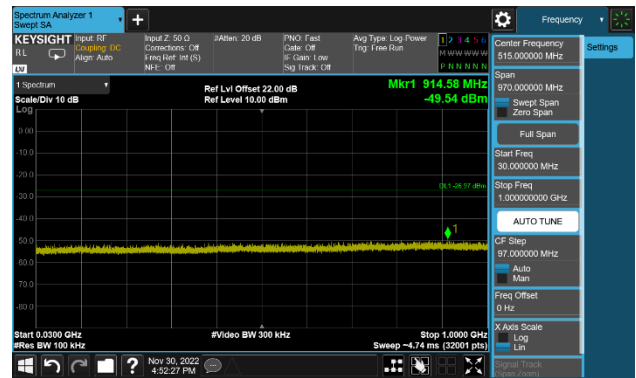 Spectrum Analyzer 1
Swept SA
Frequency
KEYSIGHT
RL
Input: RF
Coupling: DC
Align: Auto
Input Z: 50 Ω
Corrections: Off
Freq Ref: Int (S)
NFE: Off
#Atten: 20 dB
PNO: Fast
Gate: Off
IF Gain: Low
Sig Track: Off
Avg Type: Log-Power
Trig: Free Run
1 2 3 4 5 6
M W W W W W
P N N N N N
LXI
1 Spectrum
Scale/Div 10 dB
Log
Ref Lvl Offset 22.00 dB
Ref Level 10.00 dBm
Mkr1 914.58 MHz
-49.54 dBm
0.00
-10.0
-20.0
-30.0
-40.0
-50.0
-60.0
-70.0
-80.0
DL1 -26.97 dBm
1
Start 0.0300 GHz
#Res BW 100 kHz
#Video BW 300 kHz
Stop 1.0000 GHz
Sweep ~4.74 ms (32001 pts)
Nov 30, 2022
4:52:27 PM
Center Frequency
515.000000 MHz
Settings
Span
970.000000 MHz
Swept Span
Zero Span
Full Span
Start Freq
30.000000 MHz
Stop Freq
1.000000000 GHz
AUTO TUNE
CF Step
97.000000 MHz
Auto
Man
Freq Offset
0 Hz
X Axis Scale
Log
Lin
Signal Track
(Span Zoom)